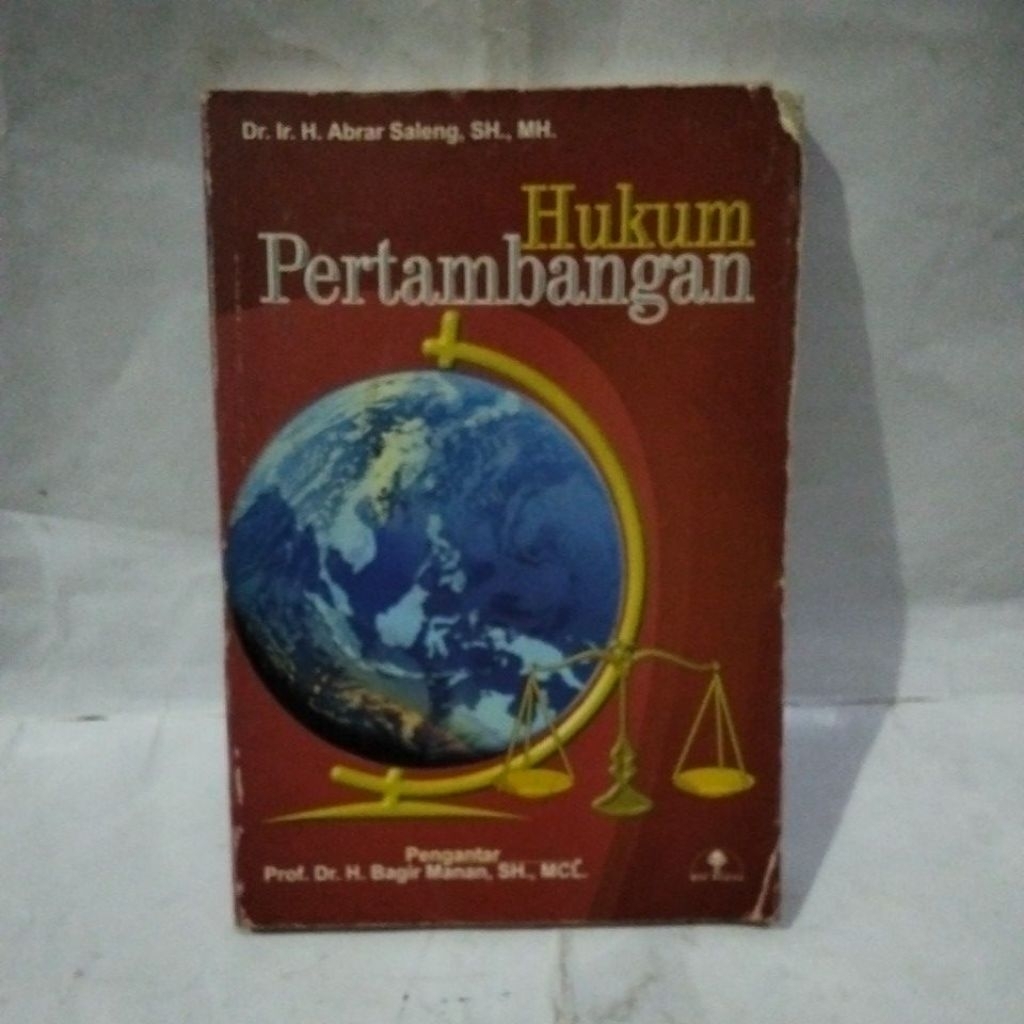 Dr. Ir. H. Abrar Saleng, SH., MH.
Hukum
Pertambangan
Pengantar
Prof. Dr. H. Bagir Manan, SH., MCL.